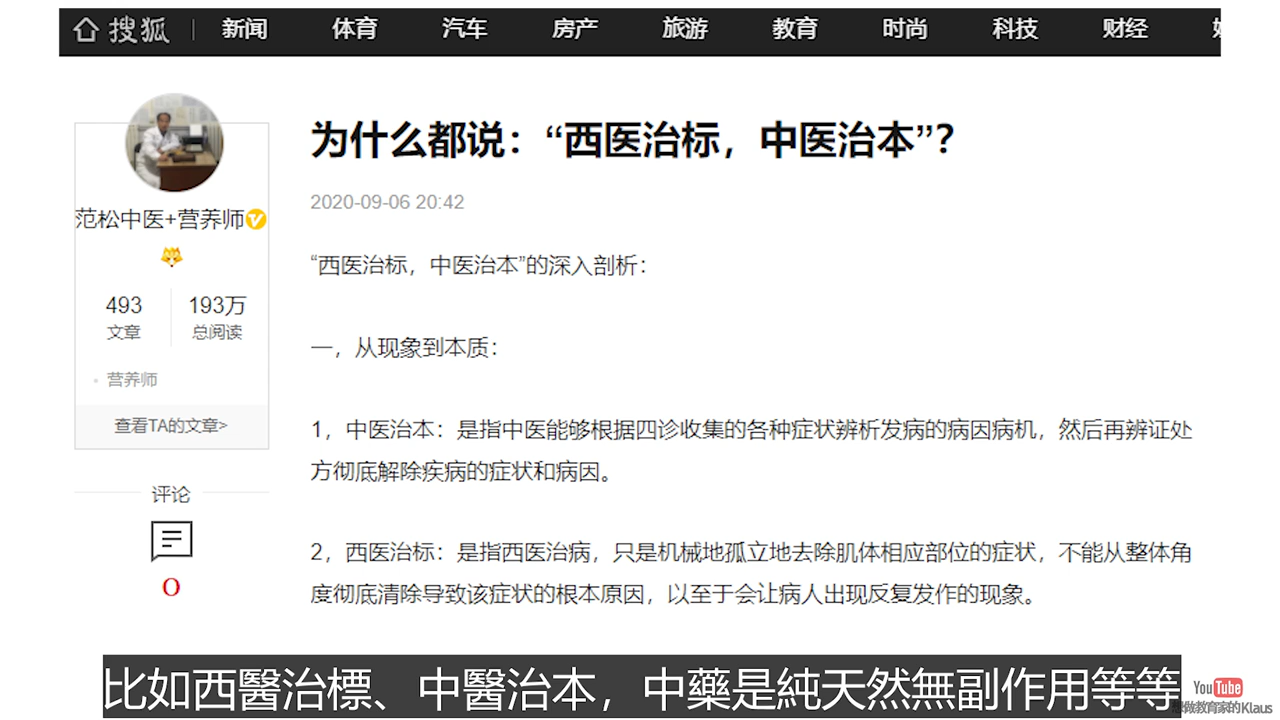 搜狐 新闻 体育 汽车 房产 旅游 教育 时尚 科技 财经
为什么都说：“西医治标，中医治本”？
2020-09-06 20:42
范松中医+营养师
493 193万
文章 总阅读
营养师
查看TA的文章>
评论
0
“西医治标，中医治本”的深入剖析：
一，从现象到本质：
1，中医治本：是指中医能够根据四诊收集的各种症状辨析发病的病因病机，然后再辨证处
方彻底解除疾病的症状和病因。
2，西医治标：是指西医治病，只是机械地孤立地去除肌体相应部位的症状，不能从整体角
度彻底清除导致该症状的根本原因，以至于会让病人出现反复发作的现象。
比如西醫治標、中醫治本，中藥是純天然無副作用等等
YouTube
想做教育家的Klaus